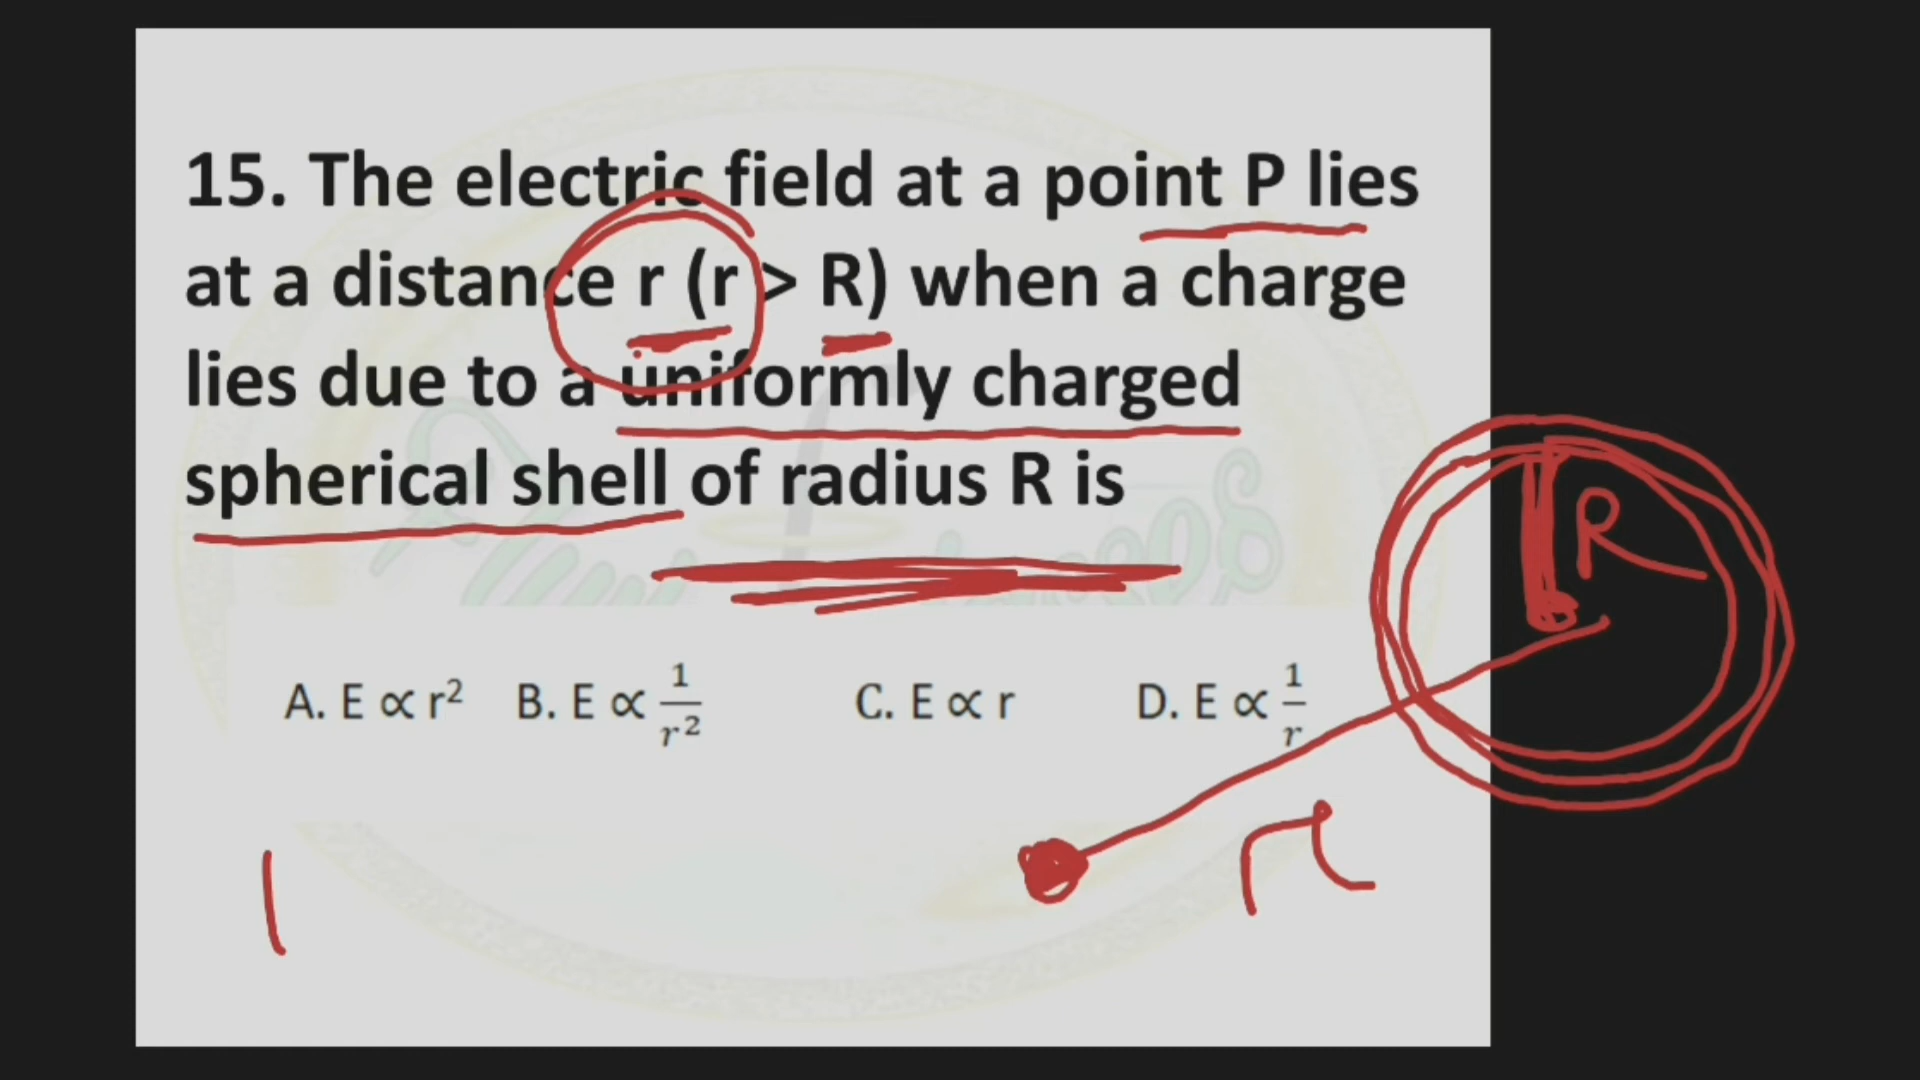 15. The electric field at a point P lies
at a distance r (r > R) when a charge
lies due to a uniformly charged
spherical shell of radius R is
R
A. E ∝ r² B. E ∝ 1/r² C. E ∝ r D. E ∝ 1/r
r